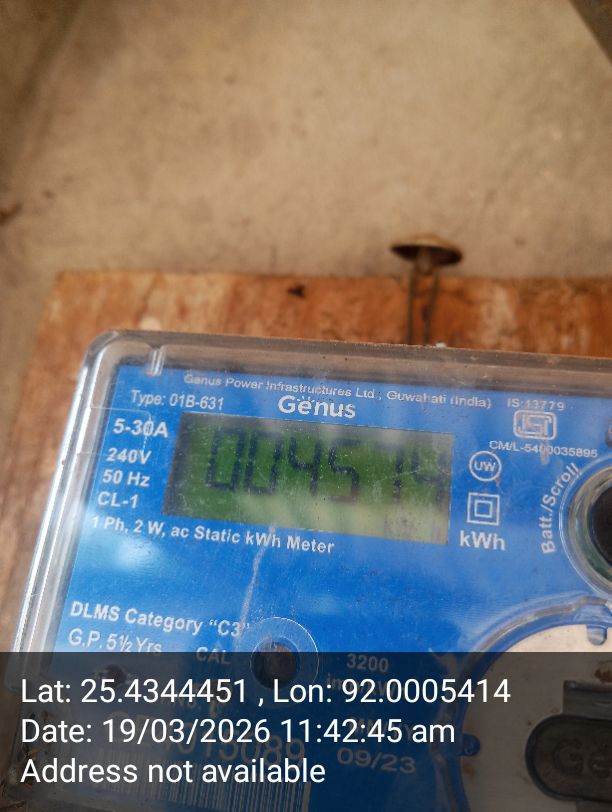 Genus Power Infrastructures Ltd., Guwahati (India)
Type: 01B-631
Genus
IS 13779
ISI
CM/L-5400035895
5-30A
240V
50 Hz
CL-1
UW
kWh
Batt./Scroll
1 Ph, 2 W, ac Static kWh Meter
DLMS Category "C3"
G.P. 5½ Yrs
CAL
3200
09/23
Lat: 25.4344451 , Lon: 92.0005414
Date: 19/03/2026 11:42:45 am
Address not available